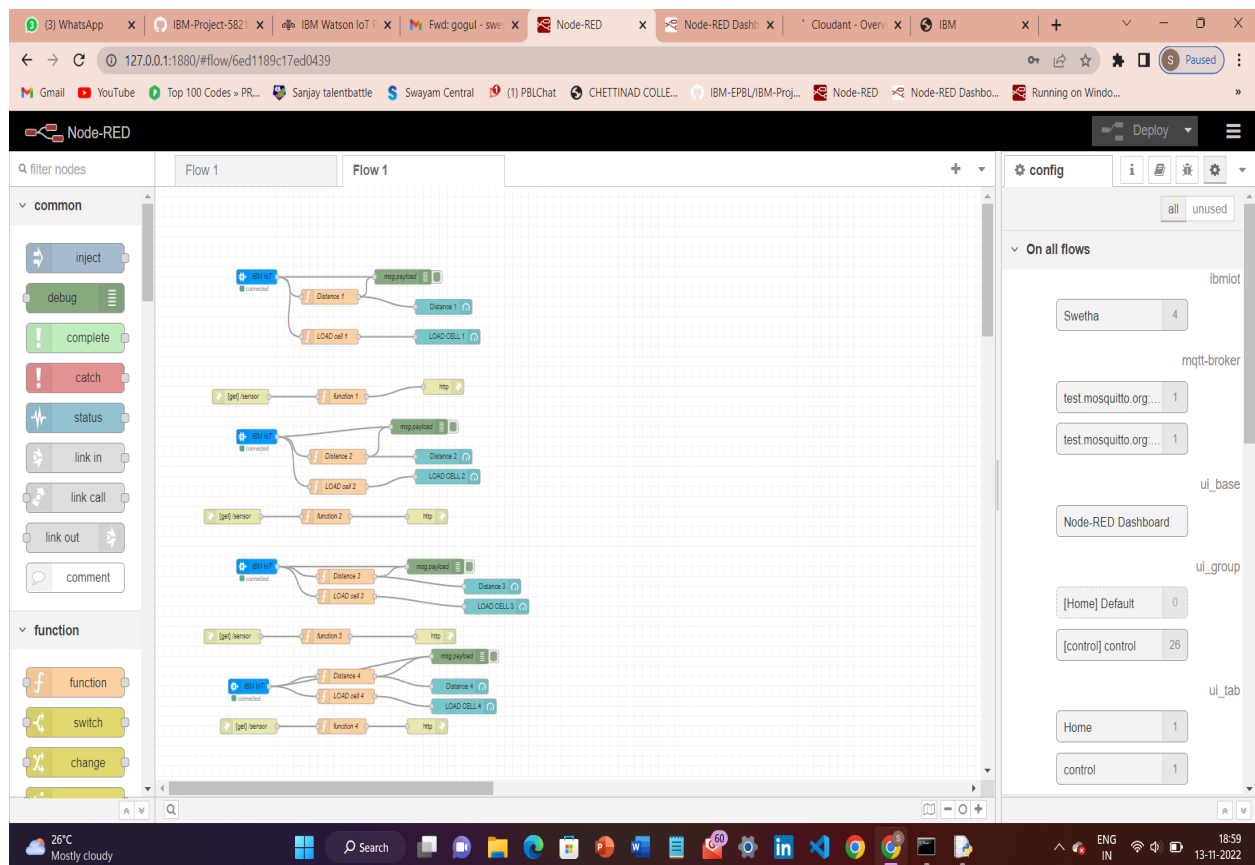 (3) WhatsApp
IBM-Project-5821
IBM Watson IoT P
Fwd: gogul - swe
Node-RED
Node-RED Dashb
Cloudant - Overv
IBM
127.0.0.1:1880/#flow/6ed1189c17ed0439
S Paused
Gmail
YouTube
Top 100 Codes » PR...
Sanjay talentbattle
Swayam Central
(1) PBLChat
CHETTINAD COLLE...
IBM-EPBL/IBM-Proj...
Node-RED
Node-RED Dashbo...
Running on Windo...
»
Node-RED
Deploy
filter nodes
Flow 1
Flow 1
config
all unused
common
inject
debug
complete
catch
status
link in
link call
link out
comment
function
function
switch
change
IBM IoT
connected
msg.payload
Distance 1
Distance 1
LOAD cell 1
LOAD CELL 1
[get] /sensor
function 1
http
IBM IoT
connected
msg.payload
Distance 2
Distance 2
LOAD CELL 2
LOAD cell 2
[get] /sensor
function 2
http
IBM IoT
connected
msg.payload
Distance 3
Distance 3
LOAD cell 3
LOAD CELL 3
[get] /sensor
function 3
http
msg.payload
Distance 4
IBM IoT
connected
Distance 4
LOAD cell 4
LOAD CELL 4
[get] /sensor
function 4
http
On all flows
ibmiot
Swetha 4
mqtt-broker
test.mosquitto.org:... 1
test.mosquitto.org:... 1
ui_base
Node-RED Dashboard
ui_group
[Home] Default 0
[control] control 26
ui_tab
Home 1
control 1
26°C
Mostly cloudy
Search
60
ENG
IN
18:59
13-11-2022